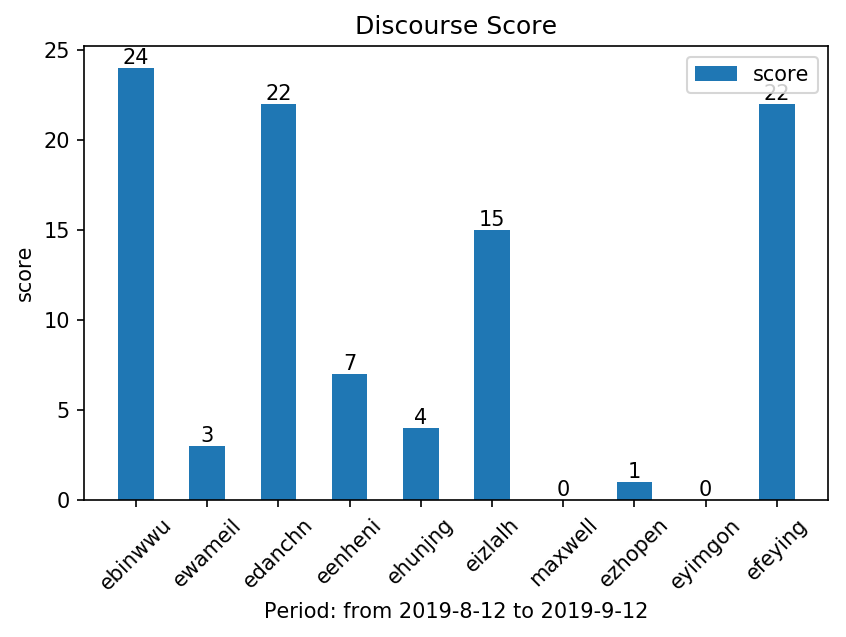 Discourse Score
score
25
20
15
10
5
0
score
24
3
22
7
4
15
0
1
0
22
ebinwwu
ewameil
edanchn
eenheni
ehunjng
eizlalh
maxwell
ezhopen
eyimgon
efeying
Period: from 2019-8-12 to 2019-9-12